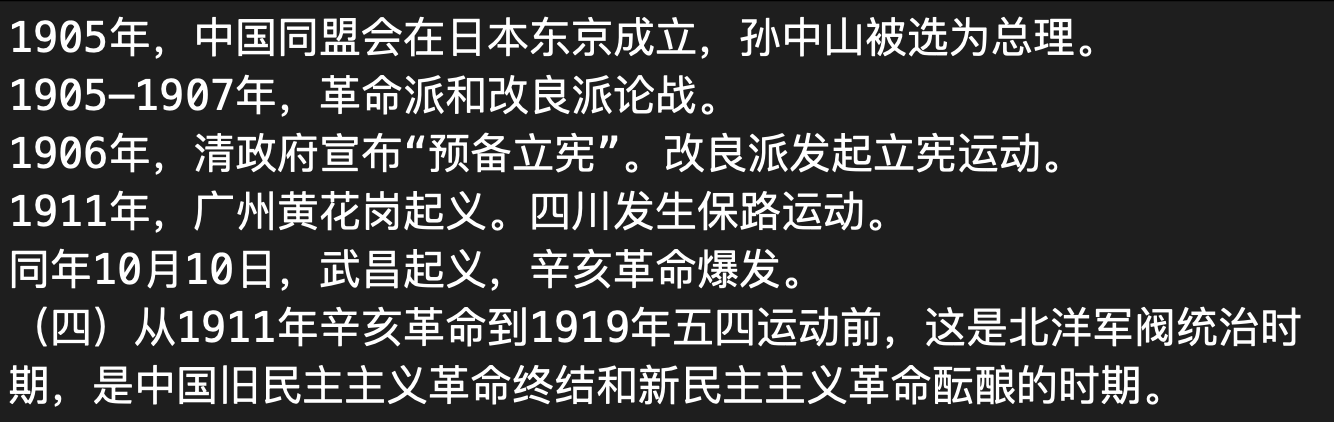 1905年，中国同盟会在日本东京成立，孙中山被选为总理。
1905—1907年，革命派和改良派论战。
1906年，清政府宣布“预备立宪”。改良派发起立宪运动。
1911年，广州黄花岗起义。四川发生保路运动。
同年10月10日，武昌起义，辛亥革命爆发。
（四）从1911年辛亥革命到1919年五四运动前，这是北洋军阀统治时
期，是中国旧民主主义革命终结和新民主主义革命酝酿的时期。